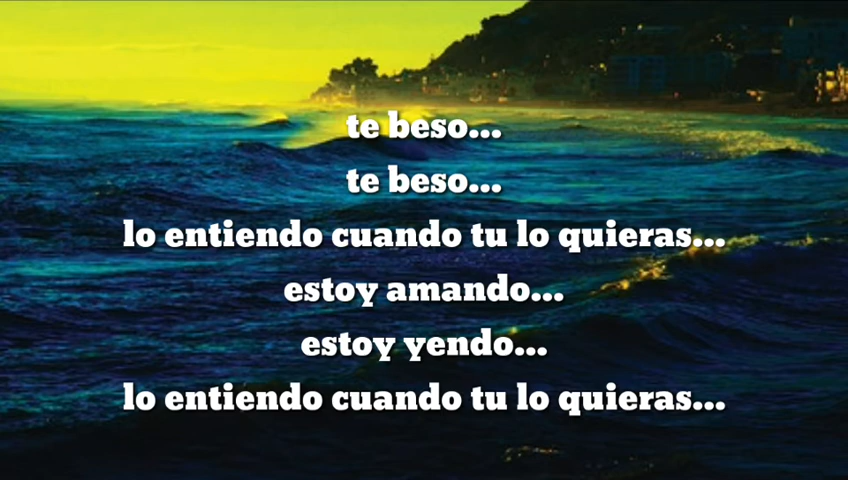 te beso...
te beso...
lo entiendo cuando tu lo quieras...
estoy amando...
estoy yendo...
lo entiendo cuando tu lo quieras...